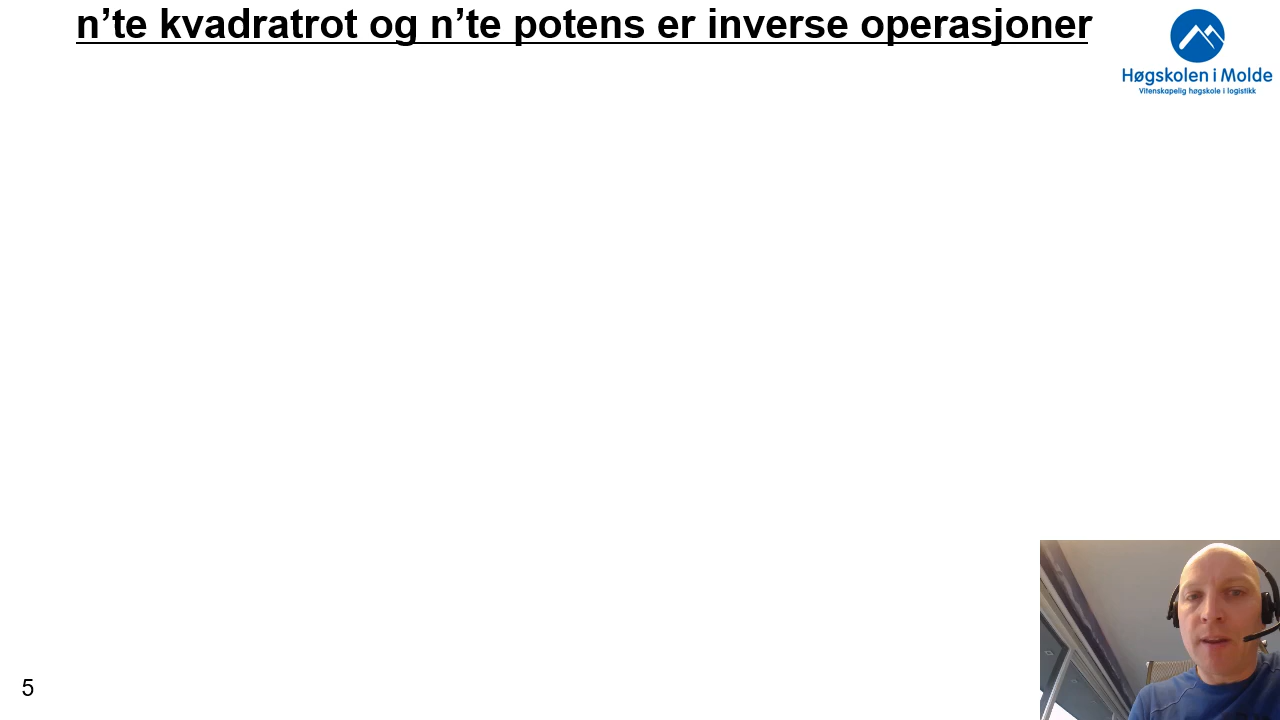 n’te kvadratrot og n’te potens er inverse operasjoner
Høgskolen i Molde
Vitenskapelig høgskole i logistikk
5